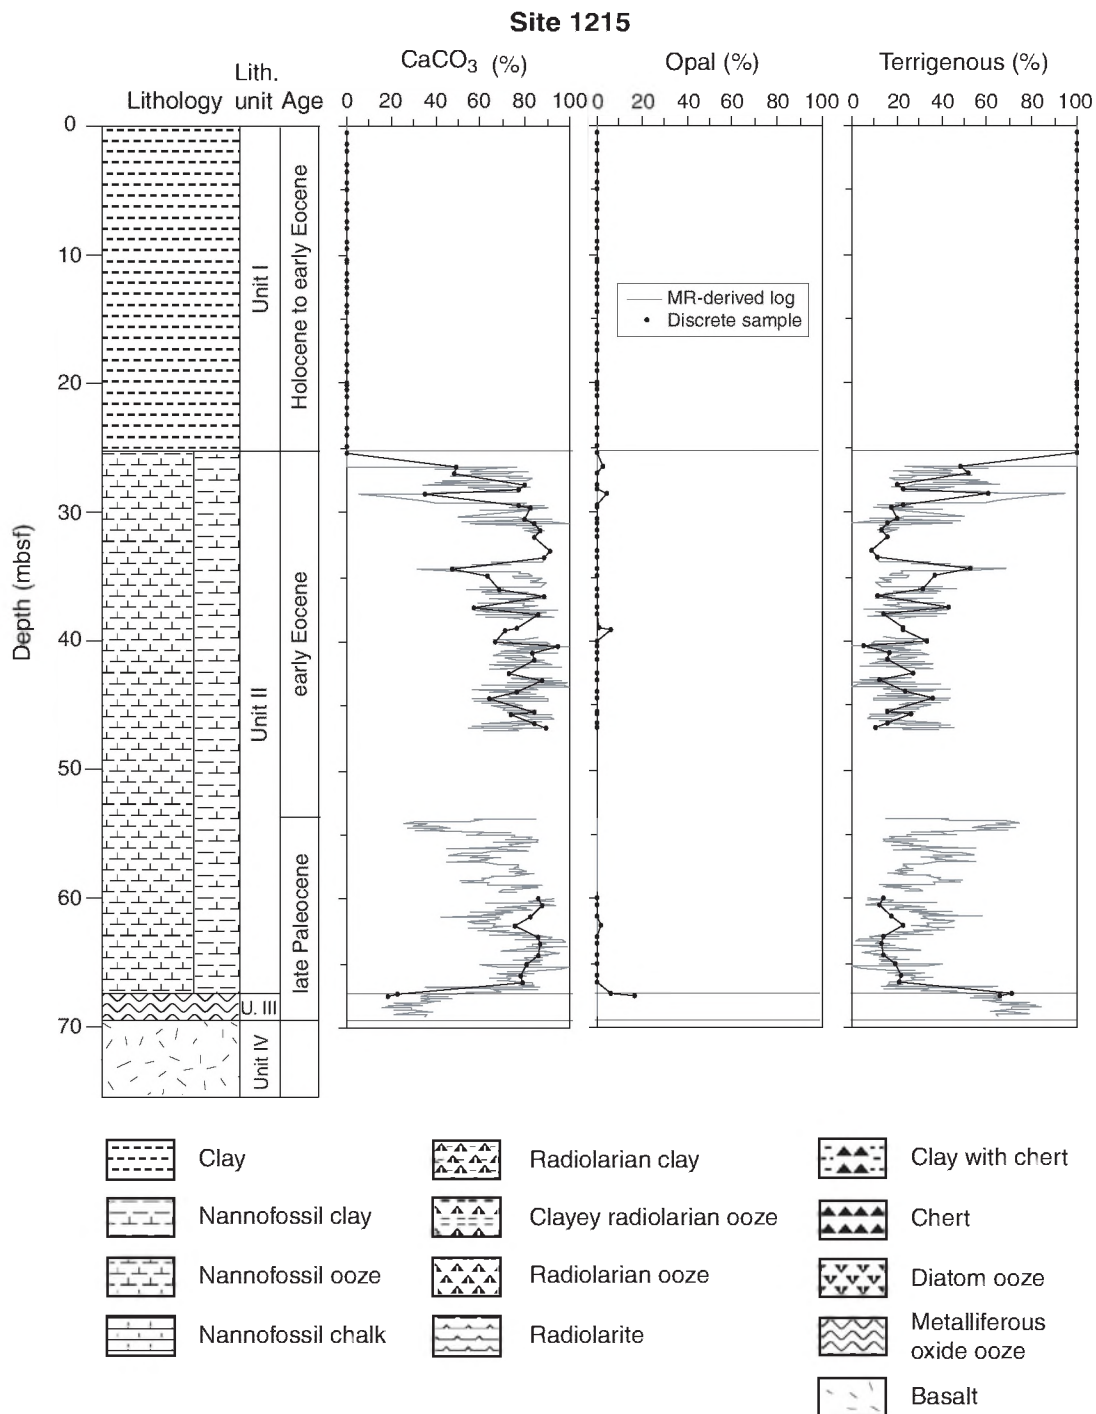 Site 1215
CaCO3 (%)
Opal (%)
Terrigenous (%)
Lith.
Lithology unit Age
0 20 40 60 80 100
0 20 40 60 80 100
0 20 40 60 80 100
Depth (mbsf)
0
10
20
30
40
50
60
70
Unit I
Unit II
U. III
Unit IV
Holocene to early Eocene
early Eocene
late Paleocene
MR-derived log
Discrete sample
Clay
Nannofossil clay
Nannofossil ooze
Nannofossil chalk
Radiolarian clay
Clayey radiolarian ooze
Radiolarian ooze
Radiolarite
Clay with chert
Chert
Diatom ooze
Metalliferous
oxide ooze
Basalt